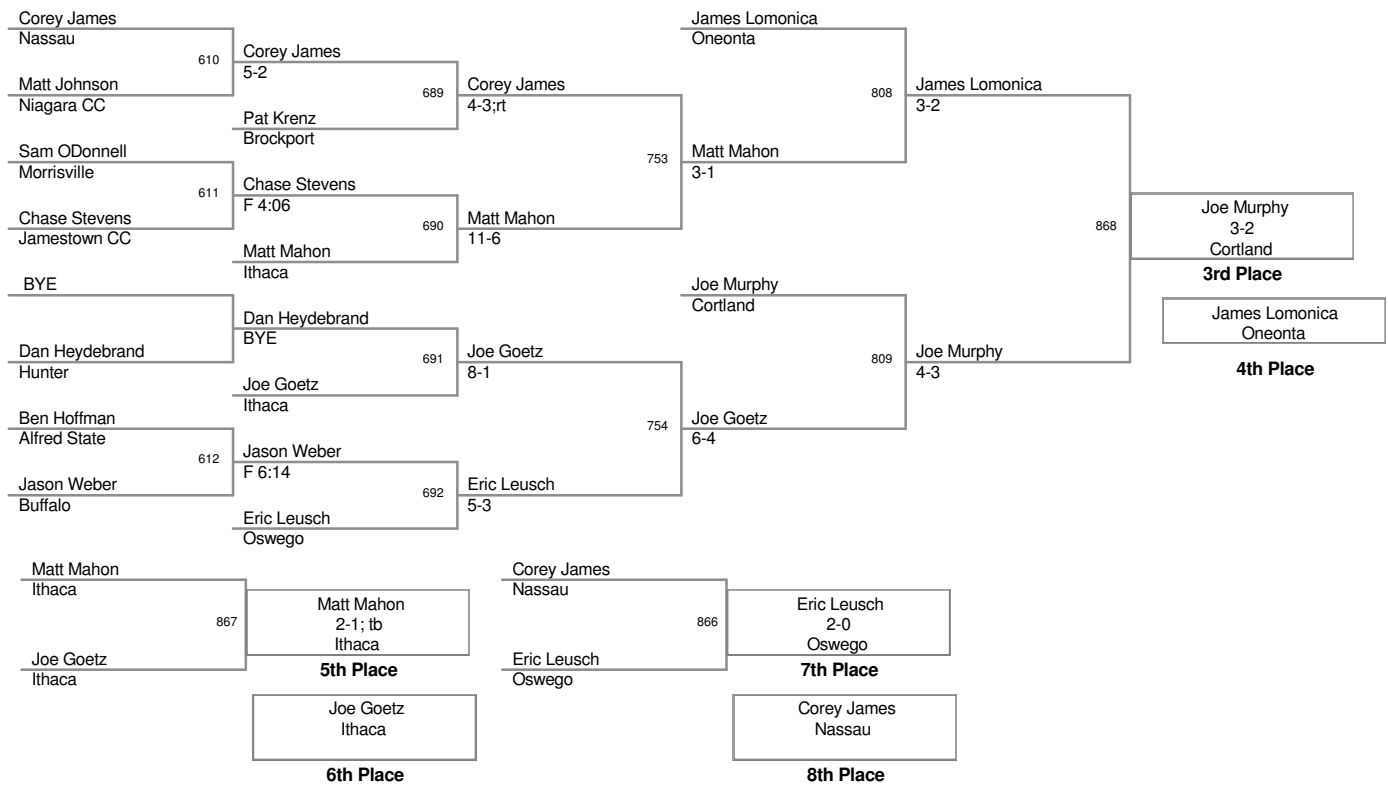 Corey James
Nassau
610
Matt Johnson
Niagara CC
Sam ODonnell
Morrisville
611
Chase Stevens
Jamestown CC
BYE
Dan Heydebrand
Hunter
Ben Hoffman
Alfred State
612
Jason Weber
Buffalo
Corey James
5-2
689
Pat Krenz
Brockport
Chase Stevens
F 4:06
690
Matt Mahon
Ithaca
Dan Heydebrand
BYE
691
Joe Goetz
Ithaca
Jason Weber
F 6:14
692
Eric Leusch
Oswego
Corey James
4-3;rt
753
Matt Mahon
11-6
Joe Goetz
8-1
754
Eric Leusch
5-3
James Lomonica
Oneonta
808
Matt Mahon
3-1
Joe Murphy
Cortland
809
Joe Goetz
6-4
James Lomonica
3-2
868
Joe Murphy
4-3
Joe Murphy
3-2
Cortland
3rd Place
James Lomonica
Oneonta
4th Place
Matt Mahon
Ithaca
867
Joe Goetz
Ithaca
Matt Mahon
2-1; tb
Ithaca
5th Place
Joe Goetz
Ithaca
6th Place
Corey James
Nassau
866
Eric Leusch
Oswego
Eric Leusch
2-0
Oswego
7th Place
Corey James
Nassau
8th Place